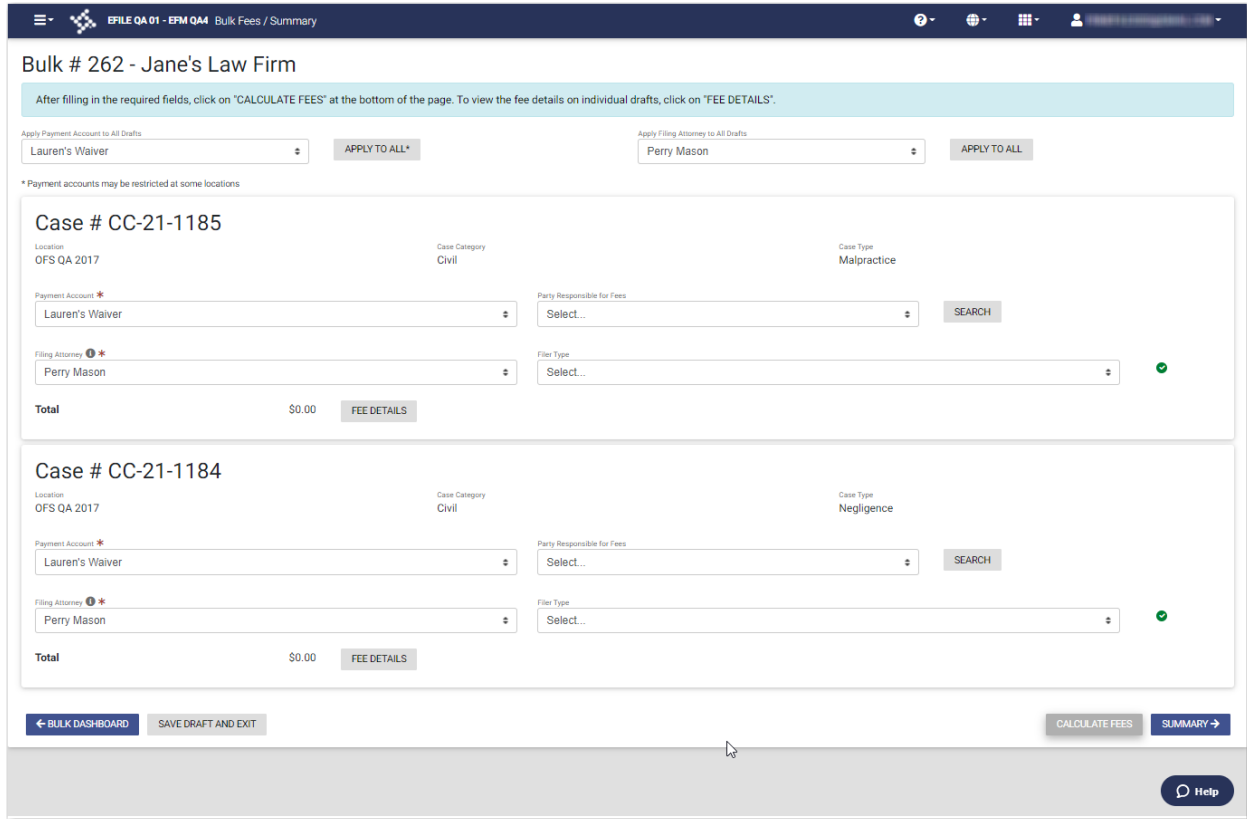 EFILE QA 01 - EFM QA4 Bulk Fees / Summary
Bulk # 262 - Jane's Law Firm
After filling in the required fields, click on "CALCULATE FEES" at the bottom of the page. To view the fee details on individual drafts, click on "FEE DETAILS".
Apply Payment Account to All Drafts
Lauren's Waiver
APPLY TO ALL*
Apply Filing Attorney to All Drafts
Perry Mason
APPLY TO ALL
* Payment accounts may be restricted at some locations
Case # CC-21-1185
Location
OFS QA 2017
Case Category
Civil
Case Type
Malpractice
Payment Account *
Lauren's Waiver
Party Responsible for Fees
Select...
SEARCH
Filing Attorney *
Perry Mason
Filer Type
Select...
Total $0.00 FEE DETAILS
Case # CC-21-1184
Location
OFS QA 2017
Case Category
Civil
Case Type
Negligence
Payment Account *
Lauren's Waiver
Party Responsible for Fees
Select...
SEARCH
Filing Attorney *
Perry Mason
Filer Type
Select...
Total $0.00 FEE DETAILS
← BULK DASHBOARD SAVE DRAFT AND EXIT CALCULATE FEES SUMMARY →
Help